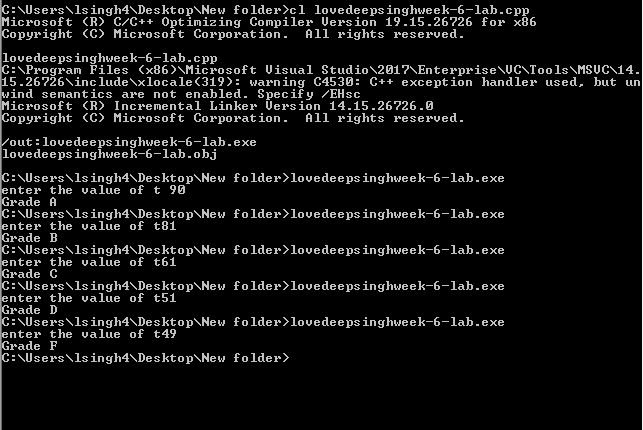 C:\Users\lsingh4\Desktop\New folder>cl lovedeepsinghweek-6-lab.cpp
Microsoft (R) C/C++ Optimizing Compiler Version 19.15.26726 for x86
Copyright (C) Microsoft Corporation.  All rights reserved.
lovedeepsinghweek-6-lab.cpp
C:\Program Files (x86)\Microsoft Visual Studio\2017\Enterprise\VC\Tools\MSVC\14.
15.26726\include\xlocale(319): warning C4530: C++ exception handler used, but un
wind semantics are not enabled. Specify /EHsc
Microsoft (R) Incremental Linker Version 14.15.26726.0
Copyright (C) Microsoft Corporation.  All rights reserved.
/out:lovedeepsinghweek-6-lab.exe
lovedeepsinghweek-6-lab.obj
C:\Users\lsingh4\Desktop\New folder>lovedeepsinghweek-6-lab.exe
enter the value of t 90
Grade A
C:\Users\lsingh4\Desktop\New folder>lovedeepsinghweek-6-lab.exe
enter the value of t81
Grade B
C:\Users\lsingh4\Desktop\New folder>lovedeepsinghweek-6-lab.exe
enter the value of t61
Grade C
C:\Users\lsingh4\Desktop\New folder>lovedeepsinghweek-6-lab.exe
enter the value of t51
Grade D
C:\Users\lsingh4\Desktop\New folder>lovedeepsinghweek-6-lab.exe
enter the value of t49
Grade F
C:\Users\lsingh4\Desktop\New folder>